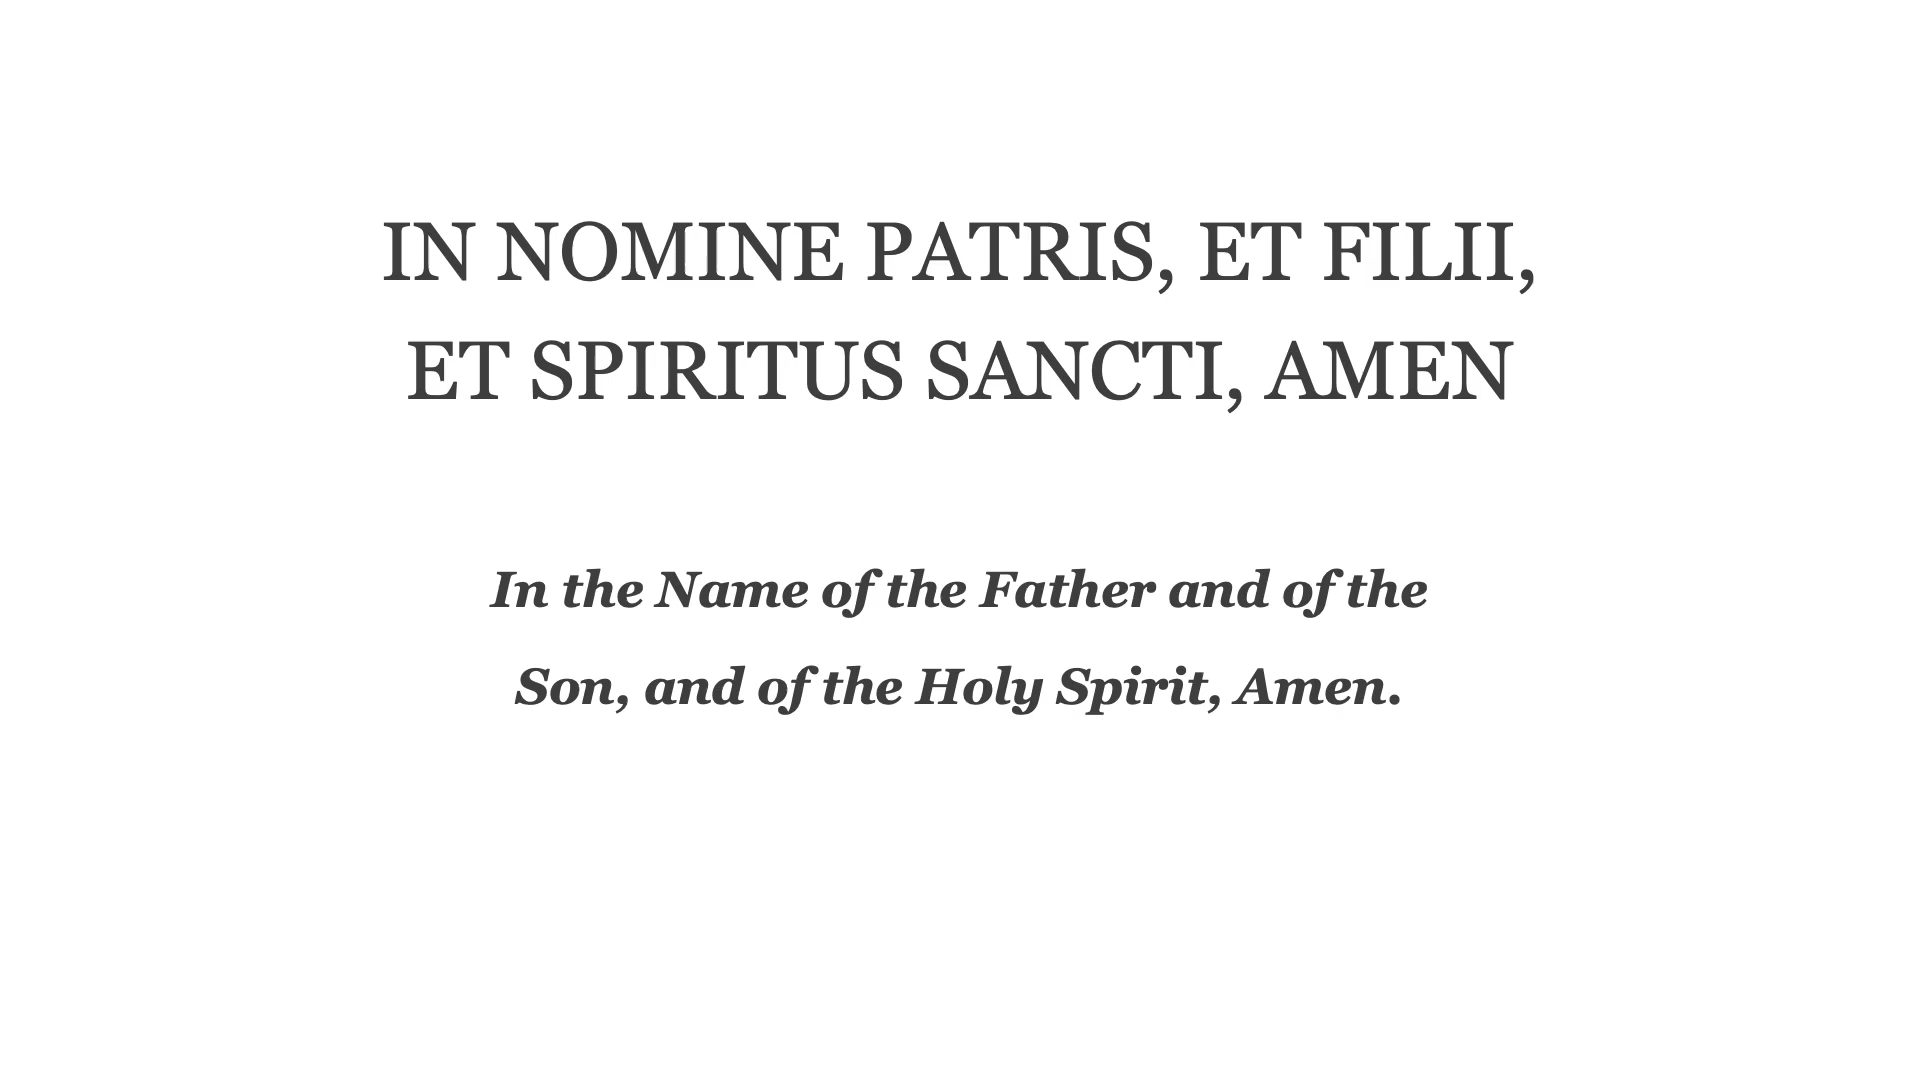 IN NOMINE PATRIS, ET FILII,
ET SPIRITUS SANCTI, AMEN
In the Name of the Father and of the
Son, and of the Holy Spirit, Amen.